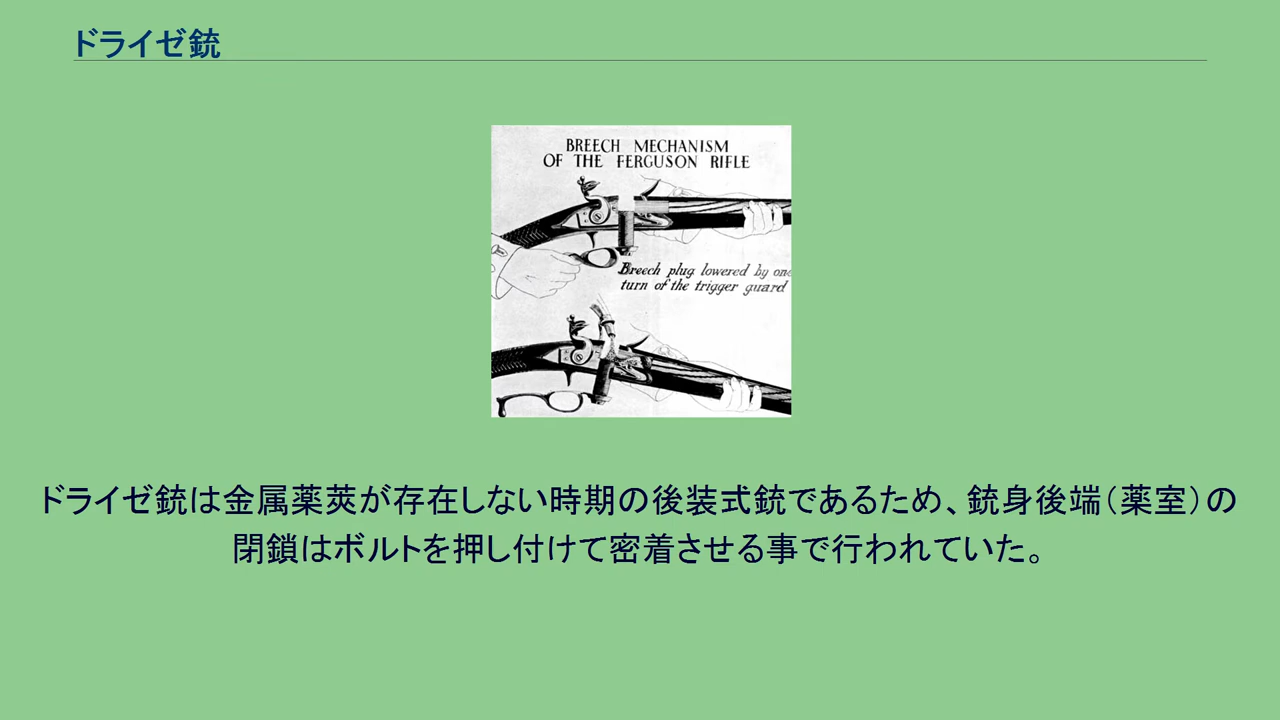 ドライゼ銃
BREECH MECHANISM
OF THE FERGUSON RIFLE
Breech plug lowered by one
turn of the trigger guard
ドライゼ銃は金属薬莢が存在しない時期の後装式銃であるため、銃身後端（薬室）の
閉鎖はボルトを押し付けて密着させる事で行われていた。